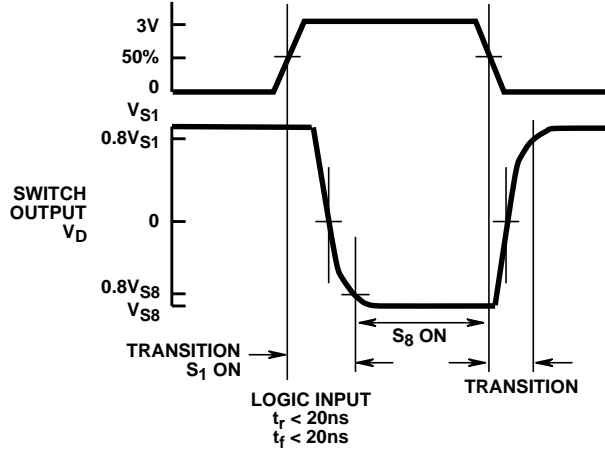 3V
50%
0
VS1
0.8VS1
SWITCH
OUTPUT
VD
0
0.8VS8
VS8
S8 ON
TRANSITION
S1 ON
TRANSITION
LOGIC INPUT
tr < 20ns
tf < 20ns